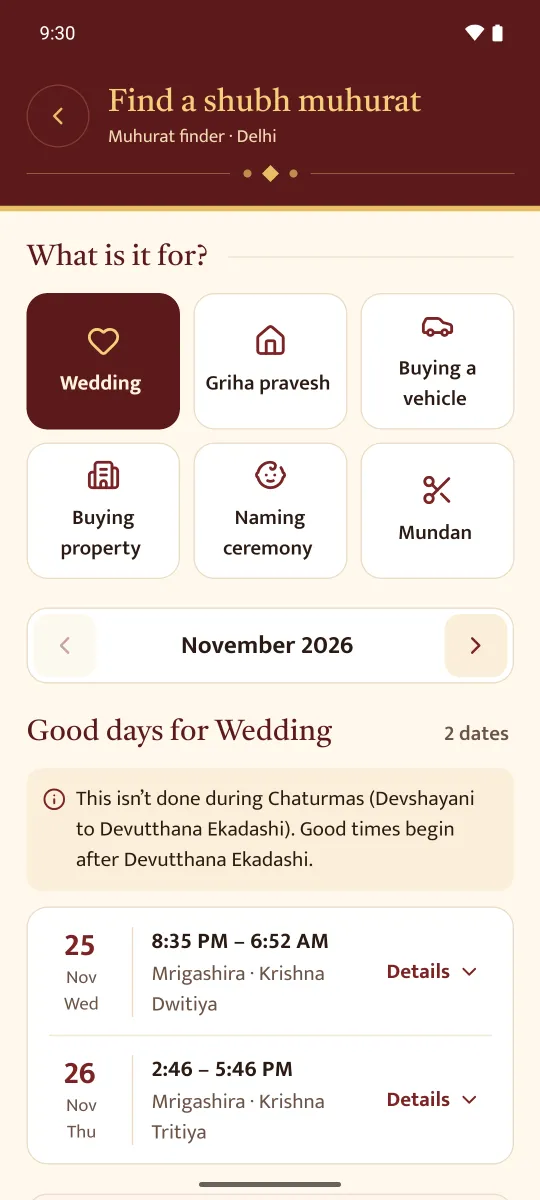 9:30
Find a shubh muhurat
Muhurat finder · Delhi
What is it for?
Wedding
Griha pravesh
Buying a
vehicle
Buying
property
Naming
ceremony
Mundan
November 2026
Good days for Wedding
2 dates
This isn’t done during Chaturmas (Devshayani
to Devutthana Ekadashi). Good times begin
after Devutthana Ekadashi.
25
Nov
Wed
8:35 PM – 6:52 AM
Mrigashira · Krishna
Dwitiya
Details
26
Nov
Thu
2:46 – 5:46 PM
Mrigashira · Krishna
Tritiya
Details